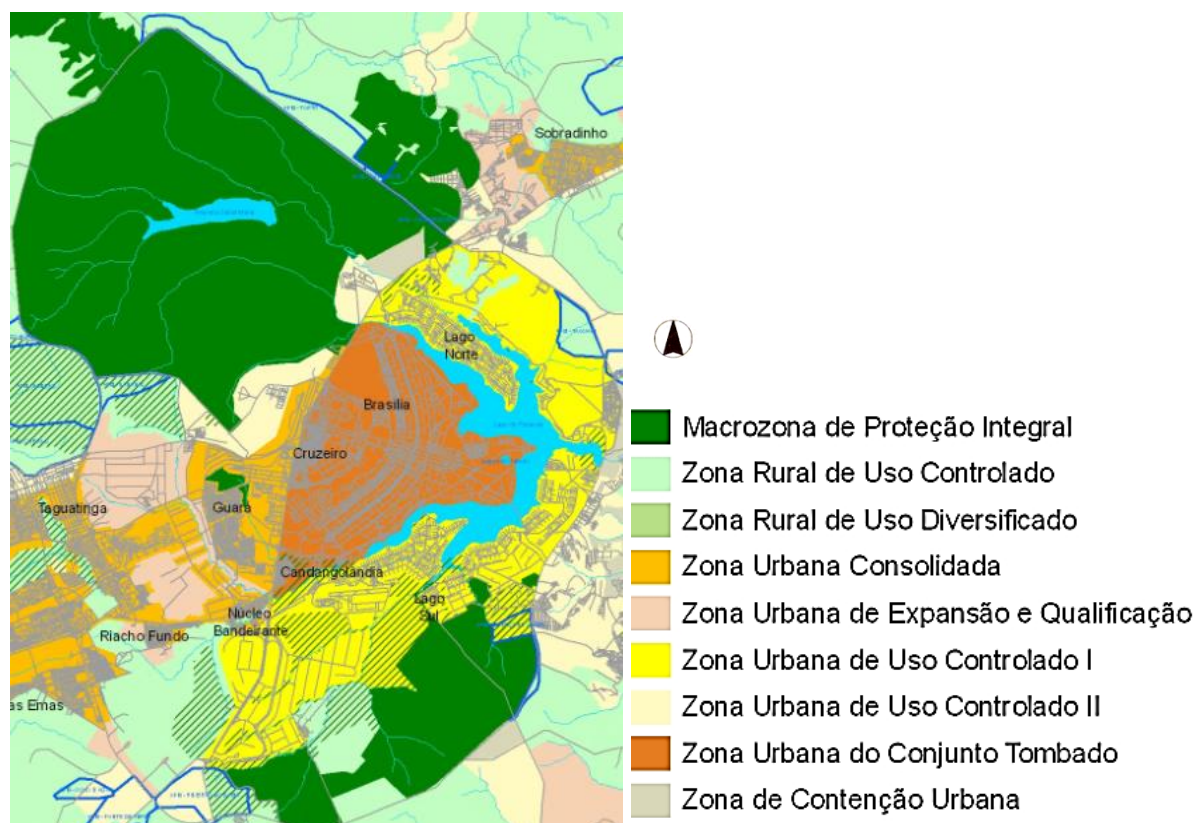 Sobradinho
Lago
Norte
Brasília
Cruzeiro
Taguatinga
Guará
Candangolândia
Lago
Sul
Núcleo
Bandeirante
Riacho Fundo
as Emas
Macrozona de Proteção Integral
Zona Rural de Uso Controlado
Zona Rural de Uso Diversificado
Zona Urbana Consolidada
Zona Urbana de Expansão e Qualificação
Zona Urbana de Uso Controlado I
Zona Urbana de Uso Controlado II
Zona Urbana do Conjunto Tombado
Zona de Contenção Urbana